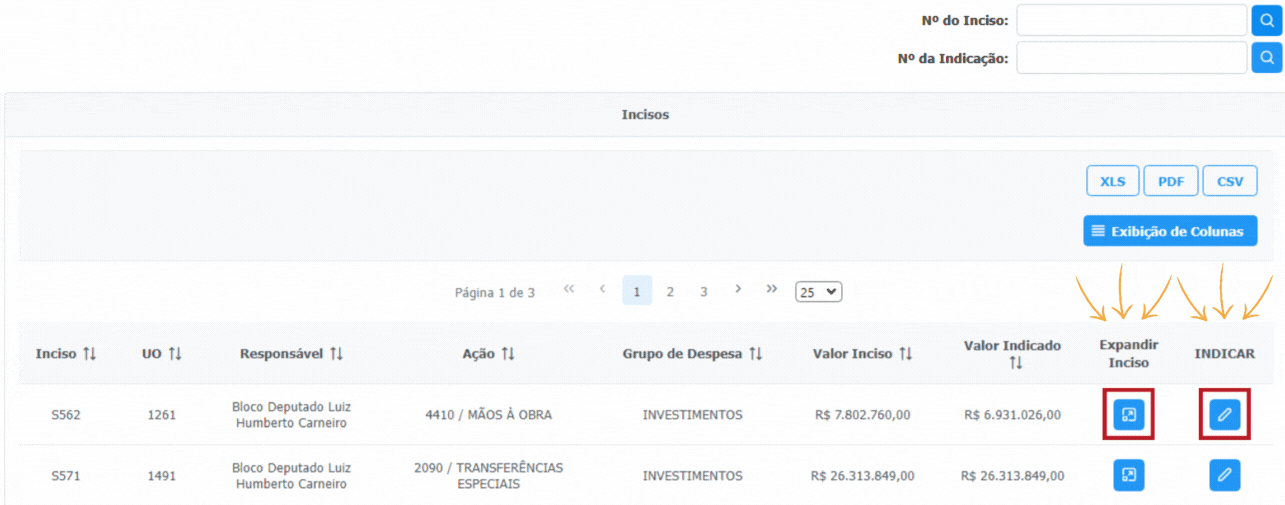 Nº do Inciso:
Nº da Indicação:
Incisos
XLS PDF CSV
Exibição de Colunas
Página 1 de 3 « ‹ 1 2 3 › » 25
Inciso ↑↓ UO ↑↓ Responsável ↑↓ Ação ↑↓ Grupo de Despesa ↑↓ Valor Inciso ↑↓ Valor Indicado ↑↓ Expandir Inciso INDICAR
S562 1261 Bloco Deputado Luiz Humberto Carneiro 4410 / MÃOS À OBRA INVESTIMENTOS R$ 7.802.760,00 R$ 6.931.026,00
S571 1491 Bloco Deputado Luiz Humberto Carneiro 2090 / TRANSFERÊNCIAS ESPECIAIS INVESTIMENTOS R$ 26.313.849,00 R$ 26.313.849,00